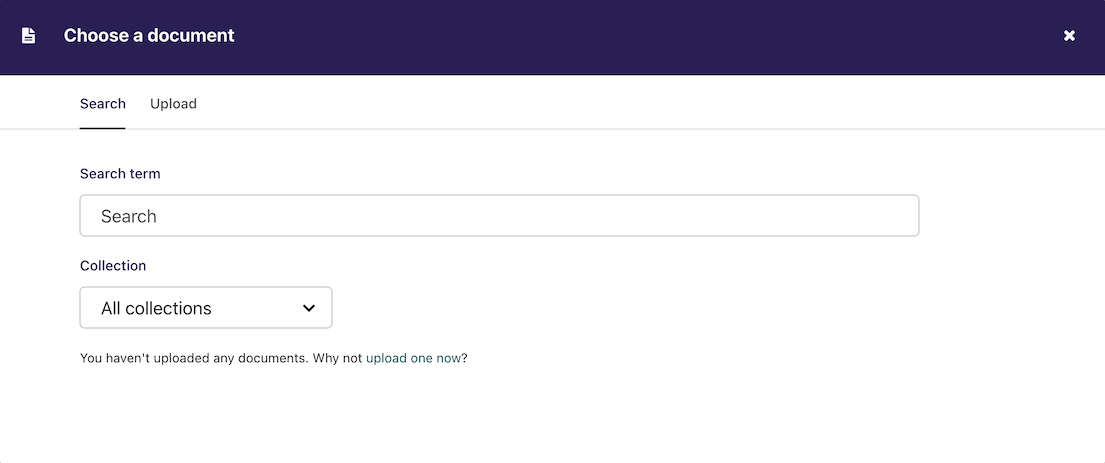 Choose a document
Search Upload
Search term
Search
Collection
All collections
You haven't uploaded any documents. Why not upload one now?